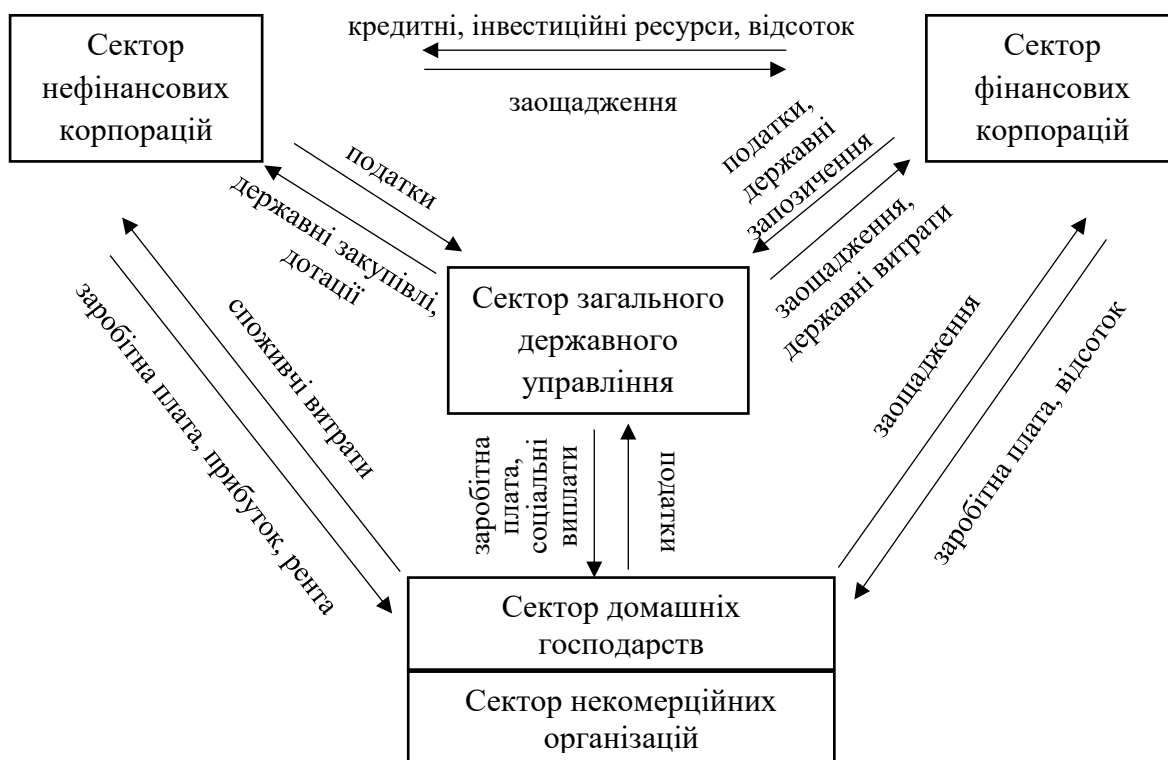 кредитні, інвестиційні ресурси, відсоток
заощадження
Сектор
нефінансових
корпорацій
Сектор
фінансових
корпорацій
податки
державні закупівлі,
дотації
податки,
державні
запозичення
заощадження,
державні витрати
Сектор загального
державного
управління
заробітна плата, прибуток, рента
споживчі витрати
заробітна
плата,
соціальні
виплати
податки
заощадження
заробітна плата, відсоток
Сектор домашніх
господарств
Сектор некомерційних
організацій